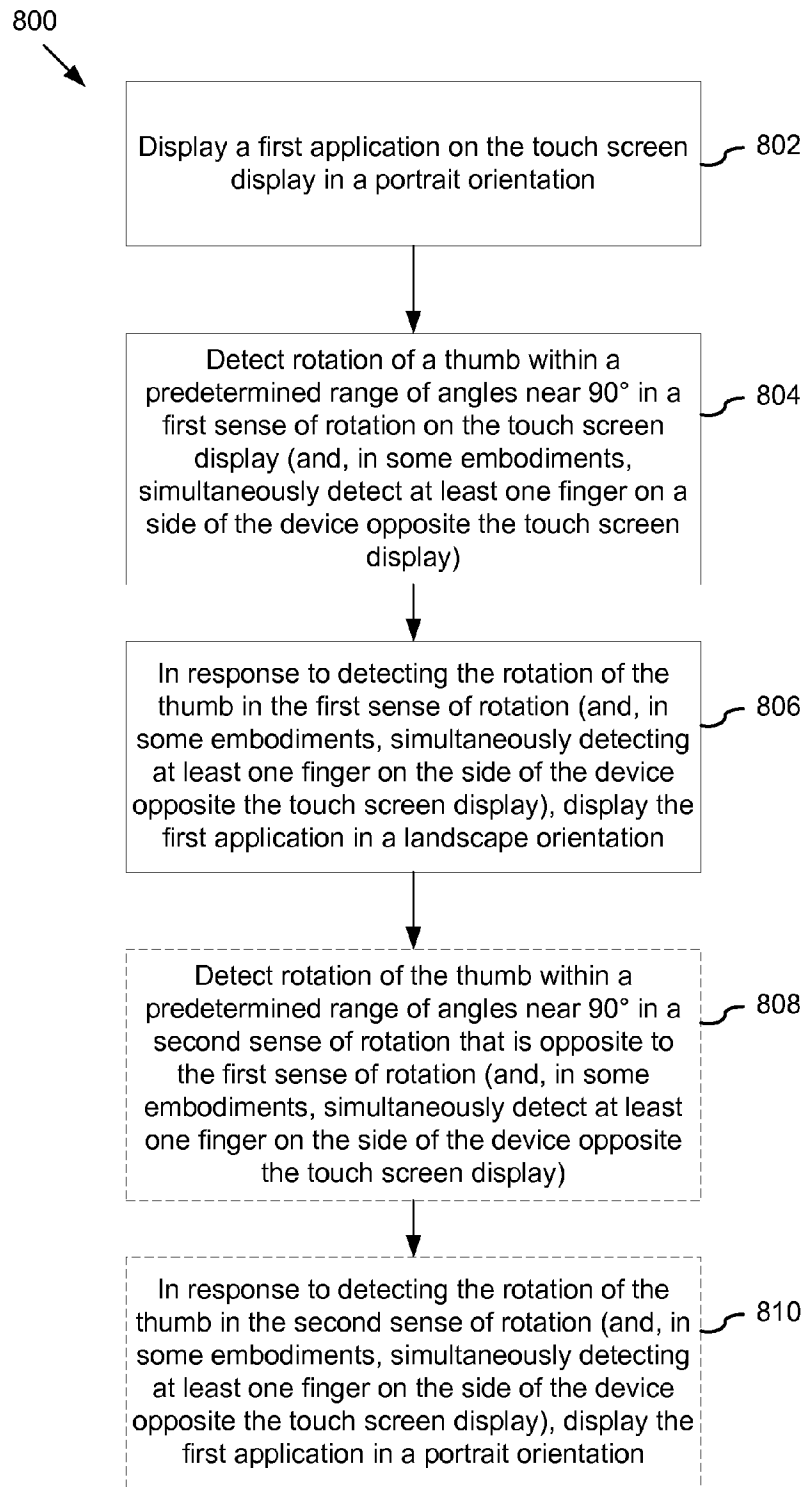 800
Display a first application on the touch screen
display in a portrait orientation
802
Detect rotation of a thumb within a
predetermined range of angles near 90° in a
first sense of rotation on the touch screen
display (and, in some embodiments,
simultaneously detect at least one finger on a
side of the device opposite the touch screen
display)
804
In response to detecting the rotation of the
thumb in the first sense of rotation (and, in
some embodiments, simultaneously detecting
at least one finger on the side of the device
opposite the touch screen display), display the
first application in a landscape orientation
806
Detect rotation of the thumb within a
predetermined range of angles near 90° in a
second sense of rotation that is opposite to
the first sense of rotation (and, in some
embodiments, simultaneously detect at least
one finger on the side of the device opposite
the touch screen display)
808
In response to detecting the rotation of the
thumb in the second sense of rotation (and, in
some embodiments, simultaneously detecting
at least one finger on the side of the device
opposite the touch screen display), display the
first application in a portrait orientation
810